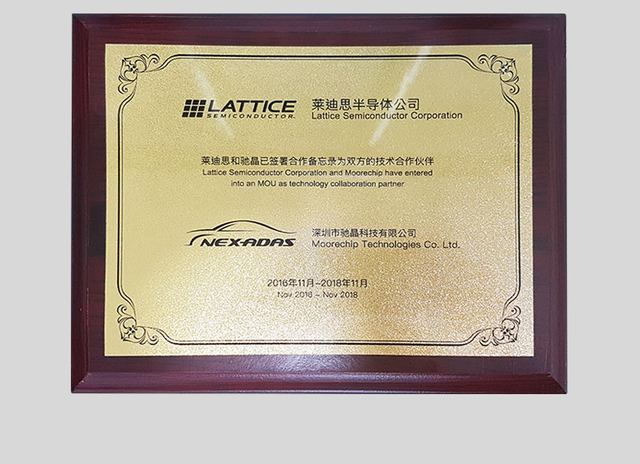 LATTICE
SEMICONDUCTOR.
莱迪思半导体公司
Lattice Semiconductor Corporation
莱迪思和驰晶已签署合作备忘录为双方的技术合作伙伴
Lattice Semiconductor Corporation and Moorechip have entered
into an MOU as technology collaboration partner
NEX-ADAS
深圳市驰晶科技有限公司
Moorechip Technologies Co. Ltd.
2016年11月-2018年11月
Nov 2016 - Nov 2018